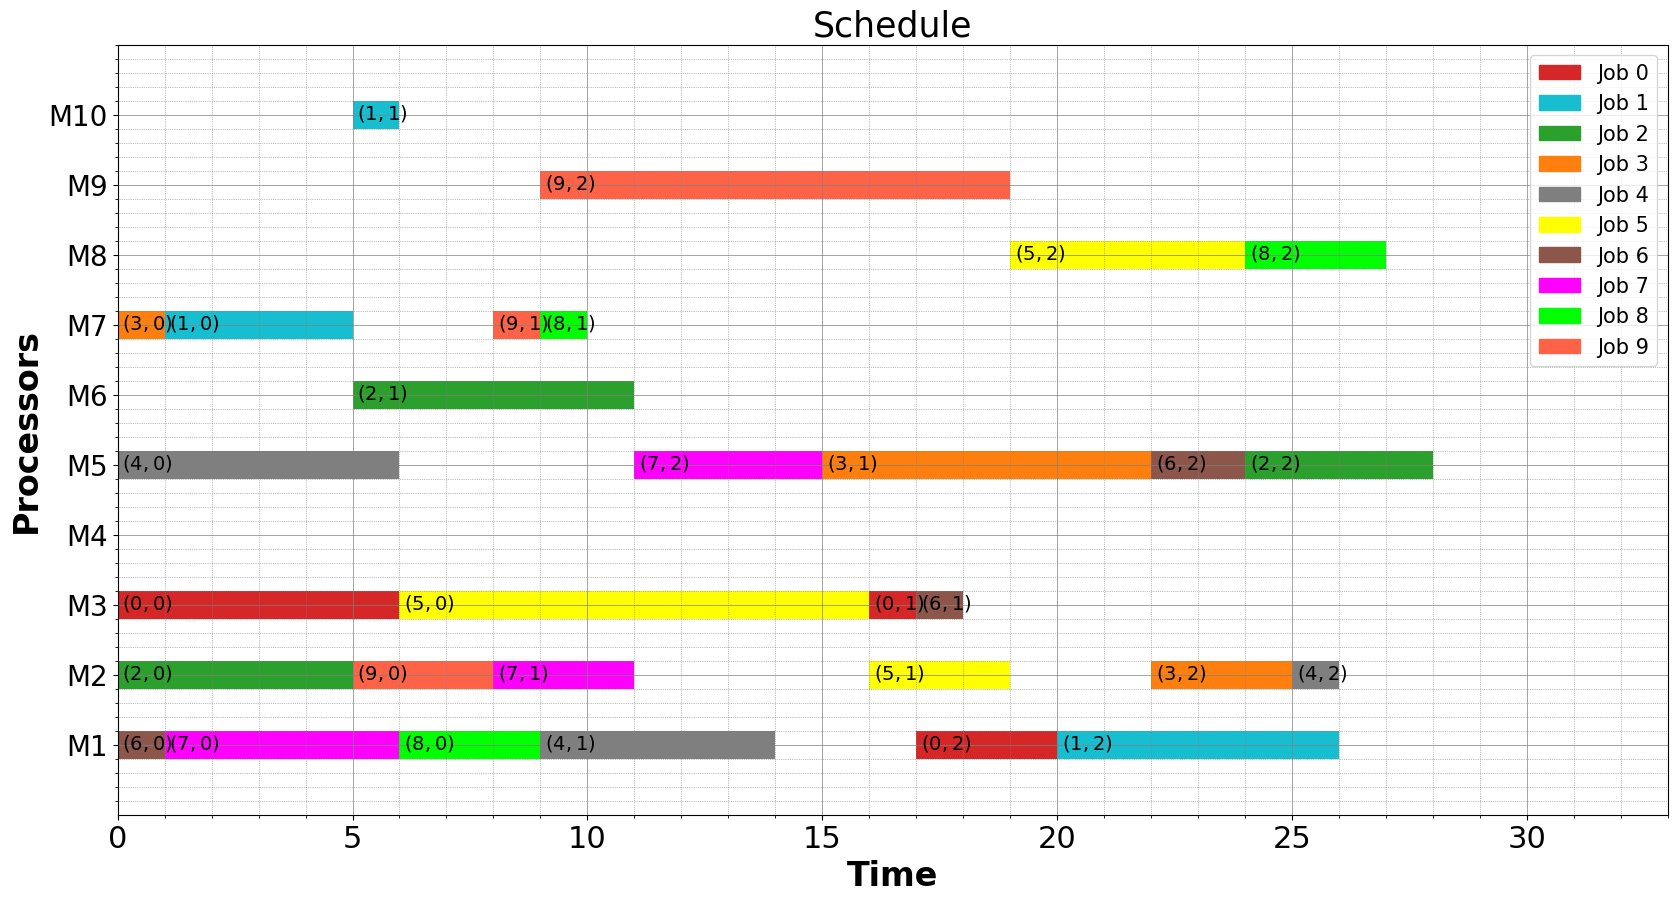 Schedule
M10 (1, 1)
M9 (9, 2)
M8 (5, 2) (8, 2)
M7 (3, 0) (1, 0) (9, 1) (8, 1)
M6 (2, 1)
M5 (4, 0) (7, 2) (3, 1) (6, 2) (2, 2)
M4
M3 (0, 0) (5, 0) (0, 1) (6, 1)
M2 (2, 0) (9, 0) (7, 1) (5, 1) (3, 2) (4, 2)
M1 (6, 0) (7, 0) (8, 0) (4, 1) (0, 2) (1, 2)
0 5 10 15 20 25 30
Time
Processors
Job 0
Job 1
Job 2
Job 3
Job 4
Job 5
Job 6
Job 7
Job 8
Job 9